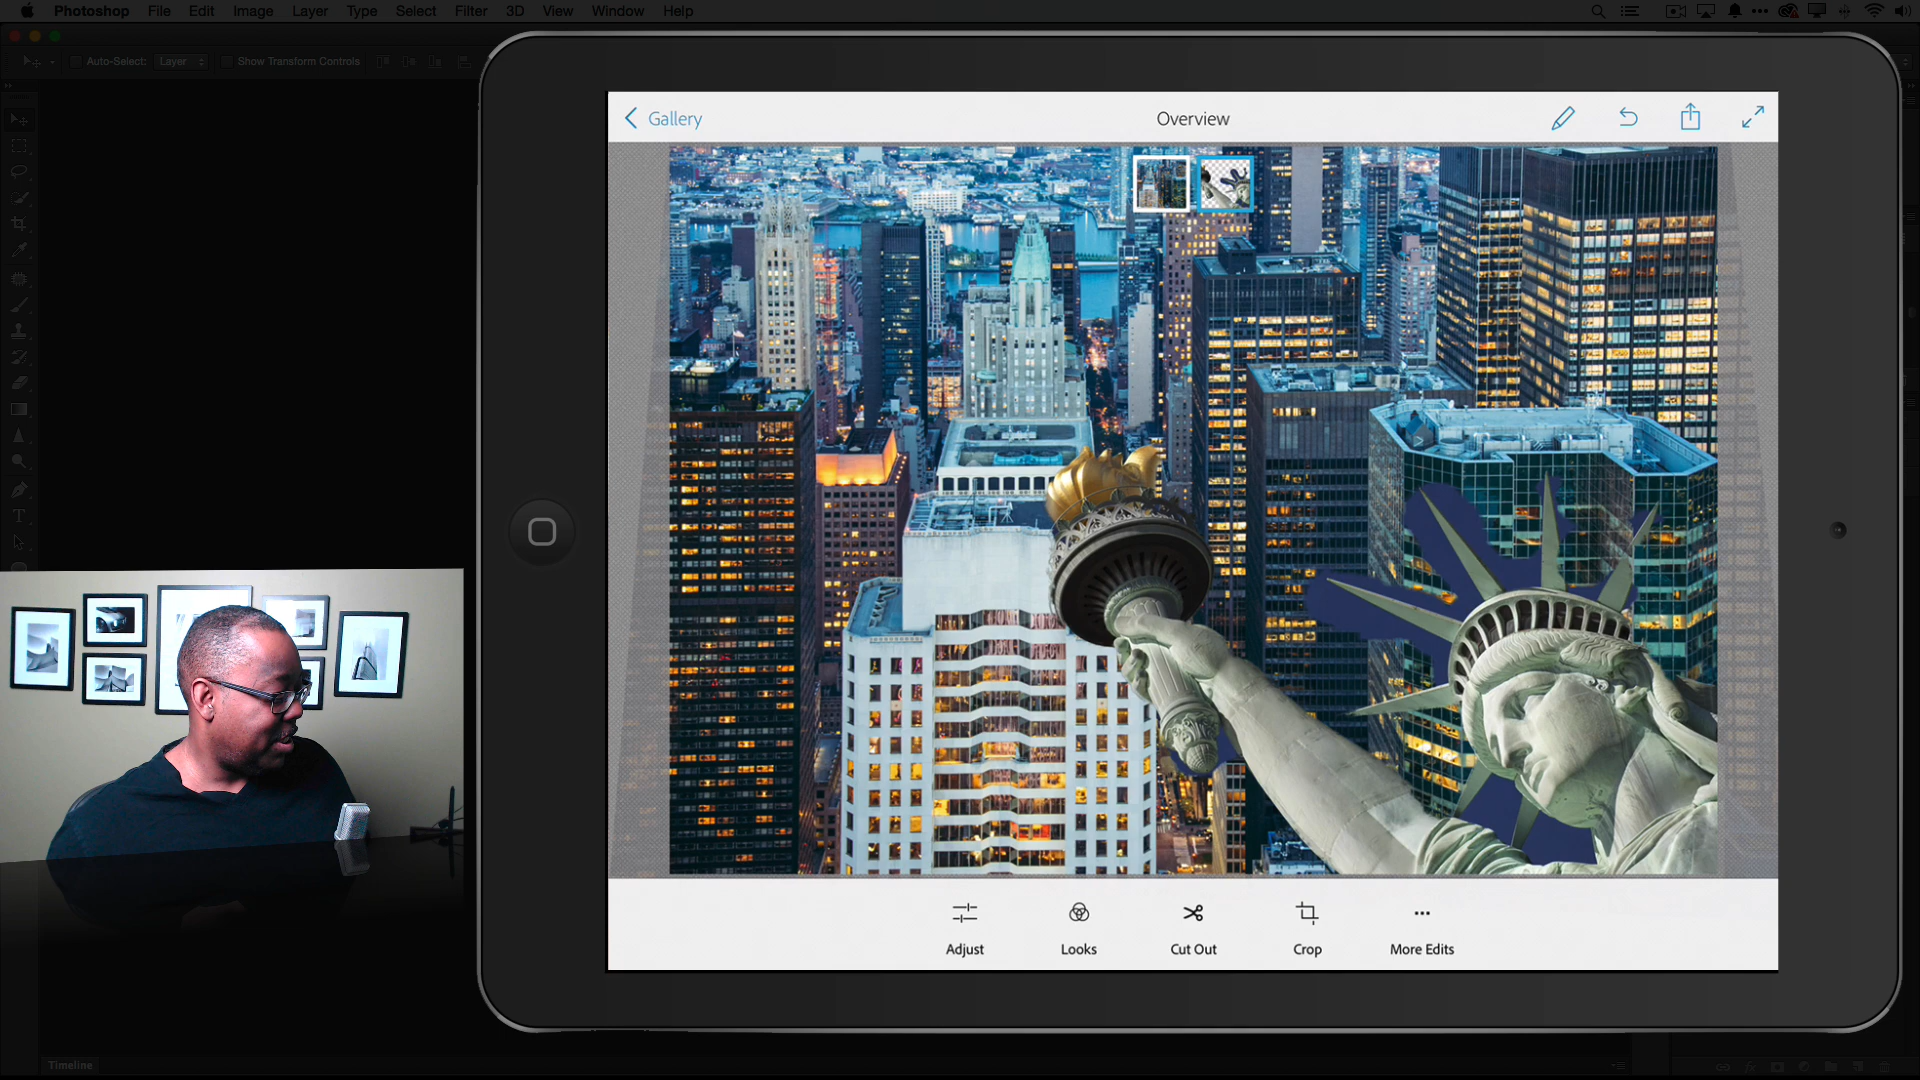 Photoshop File Edit Image Layer Type Select Filter 3D View Window Help
Auto-Select: Layer Show Transform Controls
Gallery Overview
Adjust Looks Cut Out Crop More Edits
Timeline